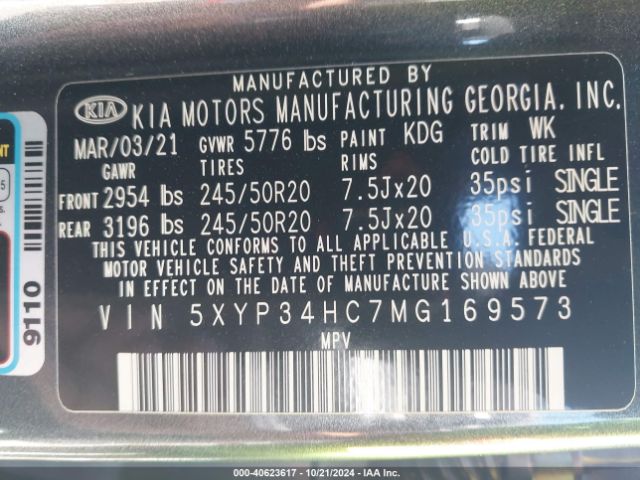 MANUFACTURED BY
KIA KIA MOTORS MANUFACTURING GEORGIA, INC.
MAR/03/21 GVWR 5776 lbs PAINT KDG TRIM WK
GAWR TIRES RIMS COLD TIRE INFL
FRONT 2954 lbs 245/50R20 7.5Jx20 35psi SINGLE
REAR 3196 lbs 245/50R20 7.5Jx20 35psi SINGLE
THIS VEHICLE CONFORMS TO ALL APPLICABLE U.S.A. FEDERAL
MOTOR VEHICLE SAFETY AND THEFT PREVENTION STANDARDS
IN EFFECT ON THE DATE OF MANUFACTURE SHOWN ABOVE
VIN 5XYP34HC7MG169573
MPV
9110
000-40623617 - 10/21/2024 - IAA Inc.